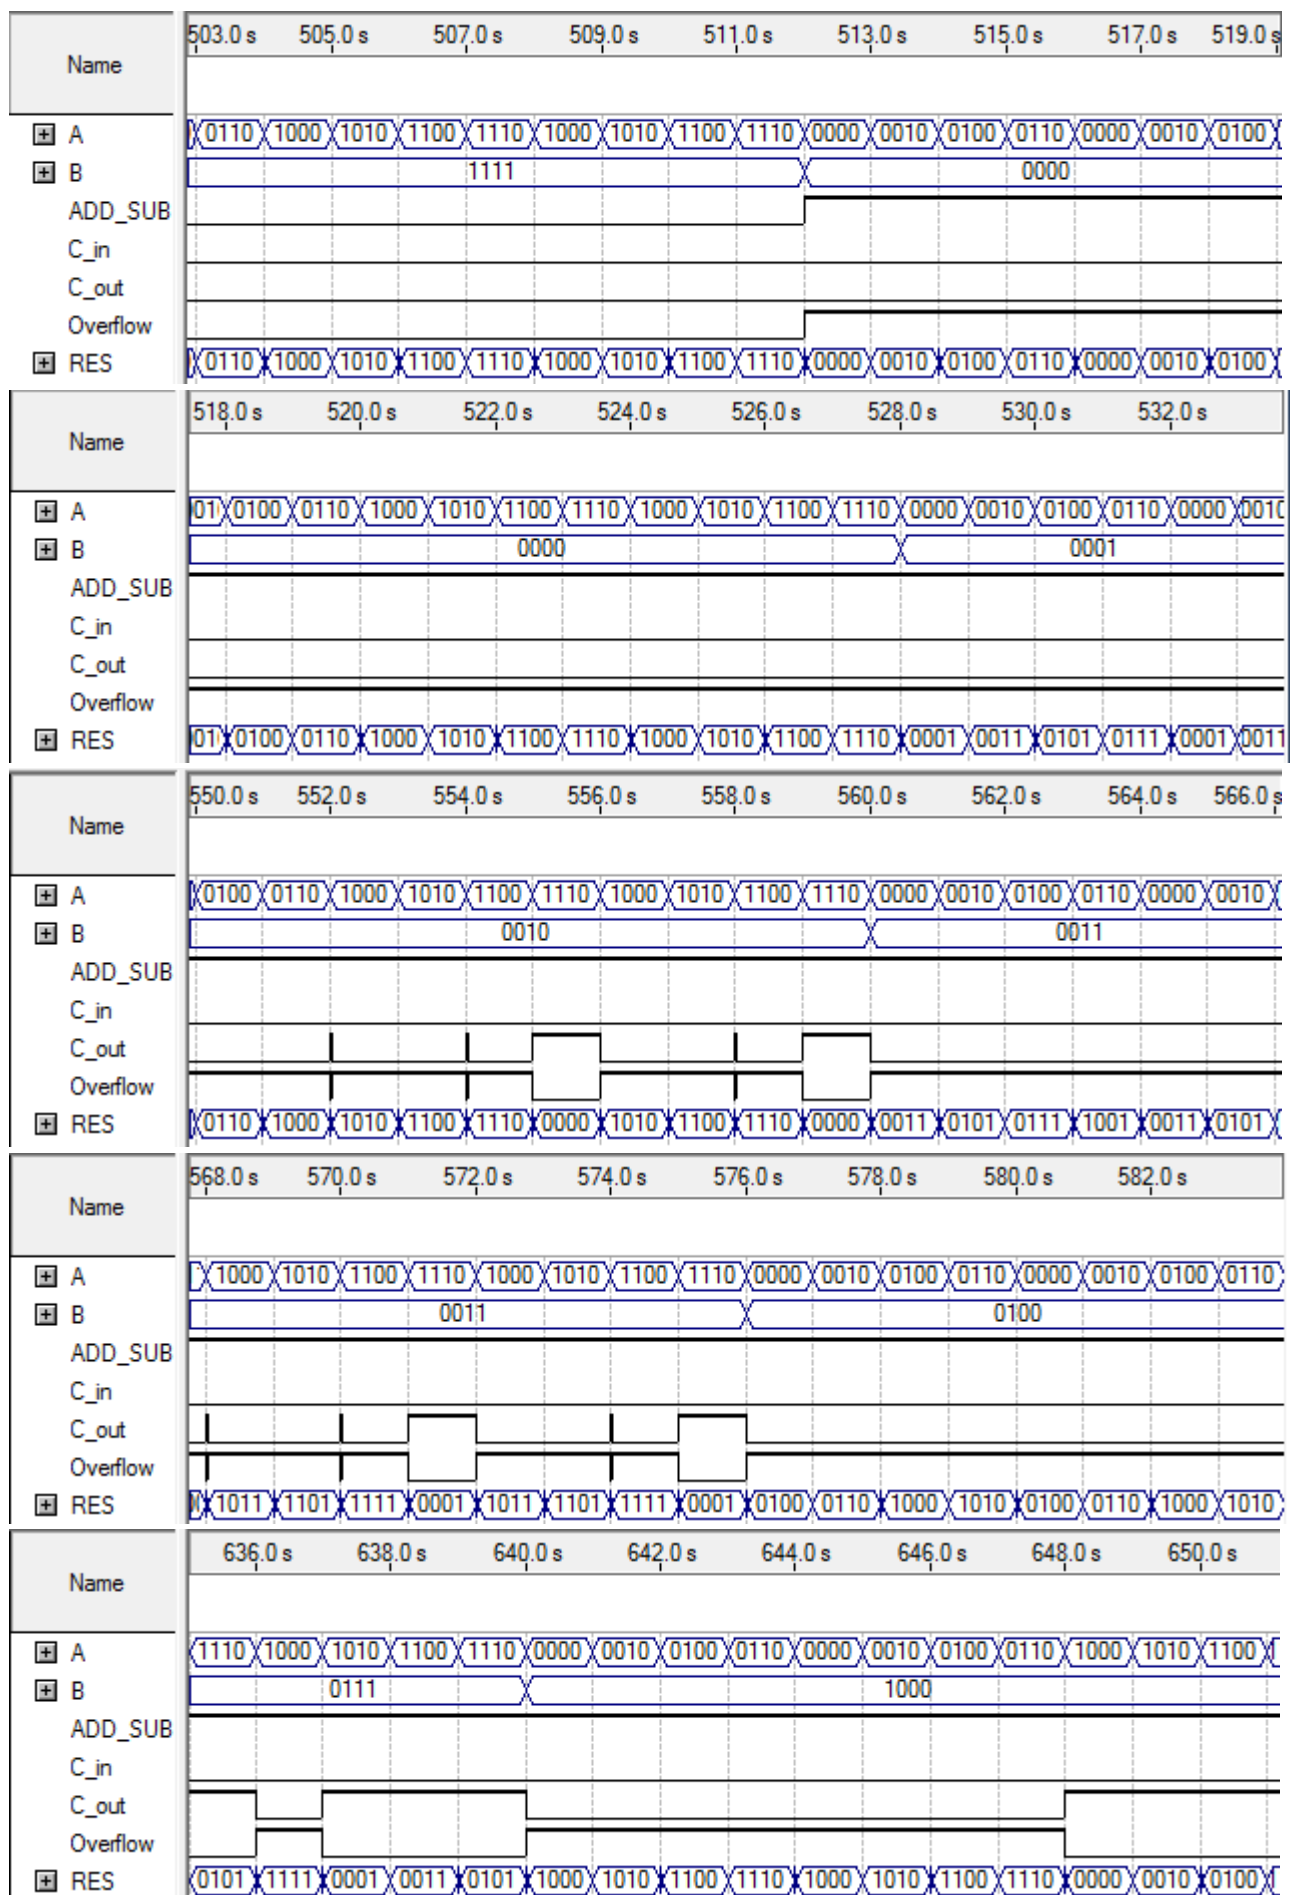 503.0 s 505.0 s 507.0 s 509.0 s 511.0 s 513.0 s 515.0 s 517.0 s 519.0 s
Name
A 0110 1000 1010 1100 1110 1000 1010 1100 1110 0000 0010 0100 0110 0000 0010 0100
B 1111 0000
ADD_SUB
C_in
C_out
Overflow
RES 0110 1000 1010 1100 1110 1000 1010 1100 1110 0000 0010 0100 0110 0000 0010 0100
518.0 s 520.0 s 522.0 s 524.0 s 526.0 s 528.0 s 530.0 s 532.0 s
Name
A 0100 0110 1000 1010 1100 1110 1000 1010 1100 1110 0000 0010 0100 0110 0000 0010
B 0000 0001
ADD_SUB
C_in
C_out
Overflow
RES 0100 0110 1000 1010 1100 1110 1000 1010 1100 1110 0001 0011 0101 0111 0001 0011
550.0 s 552.0 s 554.0 s 556.0 s 558.0 s 560.0 s 562.0 s 564.0 s 566.0 s
Name
A 0100 0110 1000 1010 1100 1110 1000 1010 1100 1110 0000 0010 0100 0110 0000 0010
B 0010 0011
ADD_SUB
C_in
C_out
Overflow
RES 0110 1000 1010 1100 1110 0000 1010 1100 1110 0000 0011 0101 0111 1001 0011 0101
568.0 s 570.0 s 572.0 s 574.0 s 576.0 s 578.0 s 580.0 s 582.0 s
Name
A 1000 1010 1100 1110 1000 1010 1100 1110 0000 0010 0100 0110 0000 0010 0100 0110
B 0011 0100
ADD_SUB
C_in
C_out
Overflow
RES 1011 1101 1111 0001 1011 1101 1111 0001 0100 0110 1000 1010 0100 0110 1000 1010
636.0 s 638.0 s 640.0 s 642.0 s 644.0 s 646.0 s 648.0 s 650.0 s
Name
A 1110 1000 1010 1100 1110 0000 0010 0100 0110 0000 0010 0100 0110 1000 1010 1100
B 0111 1000
ADD_SUB
C_in
C_out
Overflow
RES 0101 1111 0001 0011 0101 1000 1010 1100 1110 1000 1010 1100 1110 0000 0010 0100